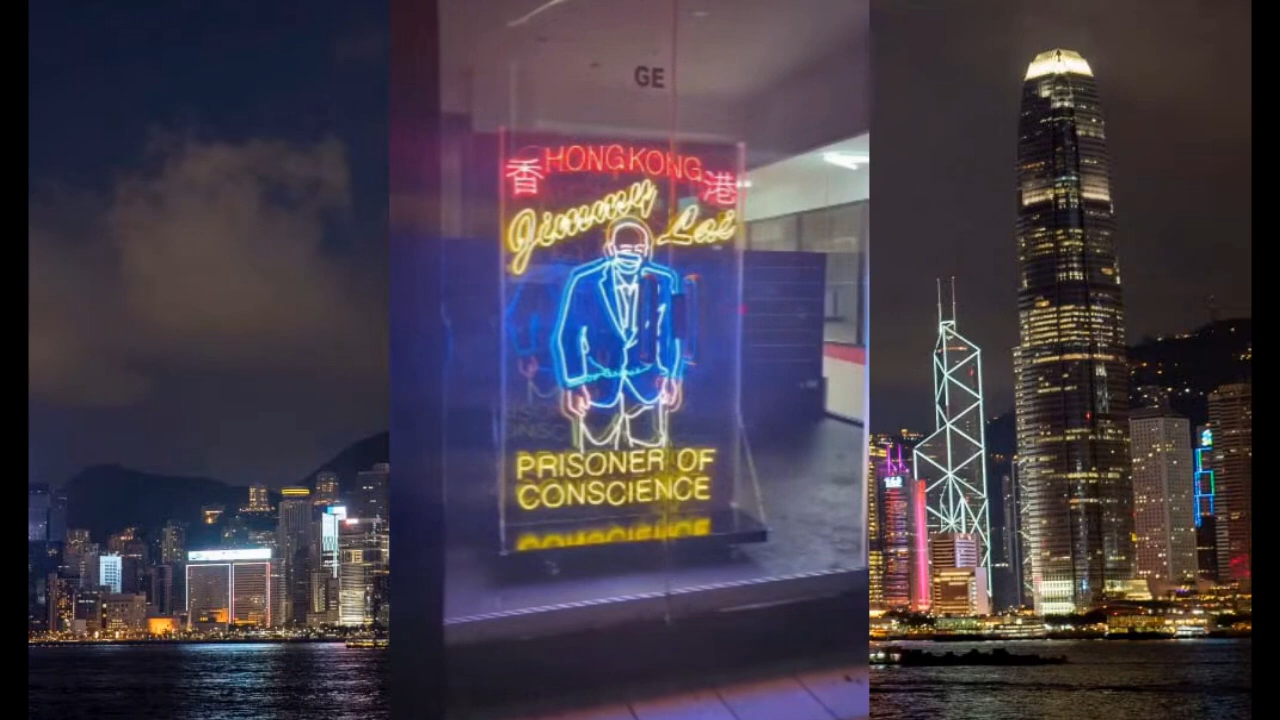 GE
HONGKONG
香 港
Jimmy Lai
PRISONER OF
CONSCIENCE